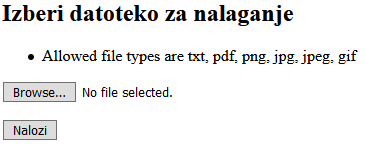 Izberi datoteko za nalaganje
• Allowed file types are txt, pdf, png, jpg, jpeg, gif
Browse... No file selected.
Nalozi